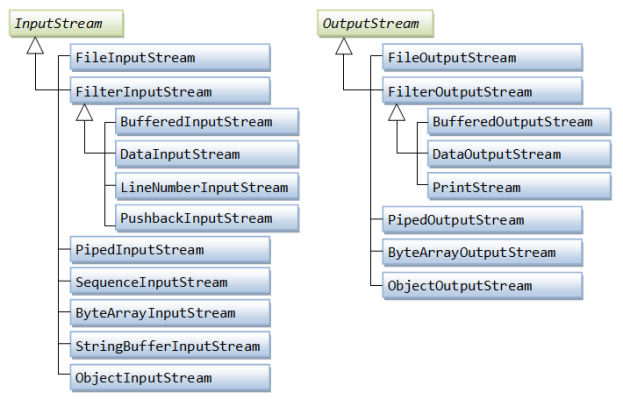 InputStream
FileInputStream
FilterInputStream
BufferedInputStream
DataInputStream
LineNumberInputStream
PushbackInputStream
PipedInputStream
SequenceInputStream
ByteArrayInputStream
StringBufferInputStream
ObjectInputStream
OutputStream
FileOutputStream
FilterOutputStream
BufferedOutputStream
DataOutputStream
PrintStream
PipedOutputStream
ByteArrayOutputStream
ObjectOutputStream